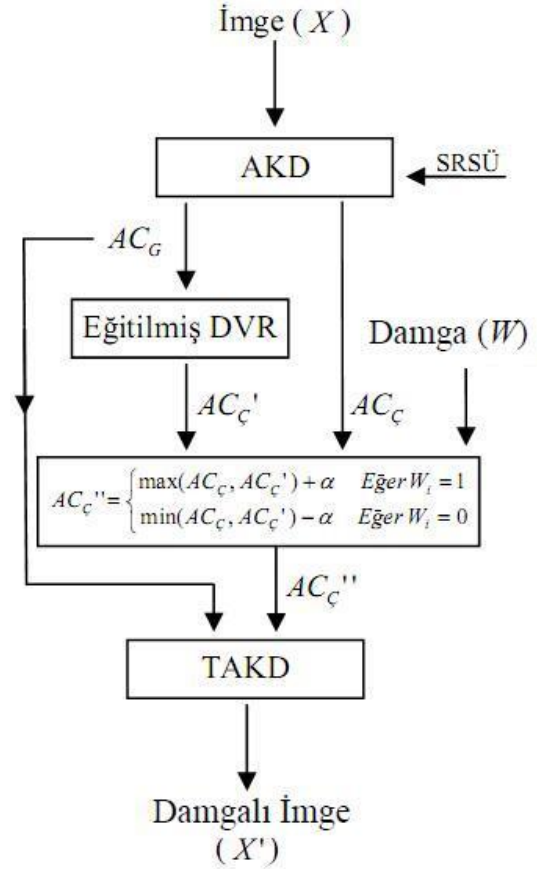 İmge ( X )
AKD
SRSÜ
AC_G
Eğitilmiş DVR
Damga (W)
AC_Ç'
AC_Ç
AC_Ç''= { max(AC_Ç, AC_Ç')+α Eğer W_i = 1
min(AC_Ç, AC_Ç')−α Eğer W_i = 0
AC_Ç''
TAKD
Damgalı İmge
( X')